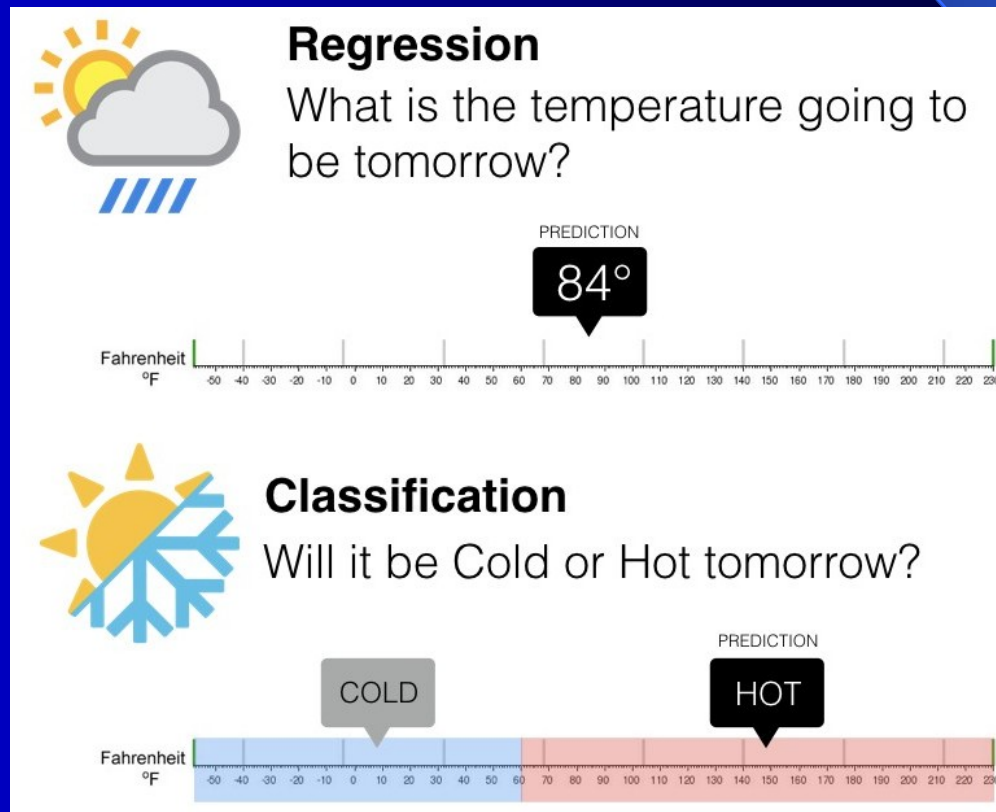 Regression
What is the temperature going to
be tomorrow?
PREDICTION
84°
Fahrenheit
°F
-50 -40 -30 -20 -10 0 10 20 30 40 50 60 70 80 90 100 110 120 130 140 150 160 170 180 190 200 210 220
Classification
Will it be Cold or Hot tomorrow?
PREDICTION
COLD HOT
Fahrenheit
°F
-50 -40 -30 -20 -10 0 10 20 30 40 50 60 70 80 90 100 110 120 130 140 150 160 170 180 190 200 210 220